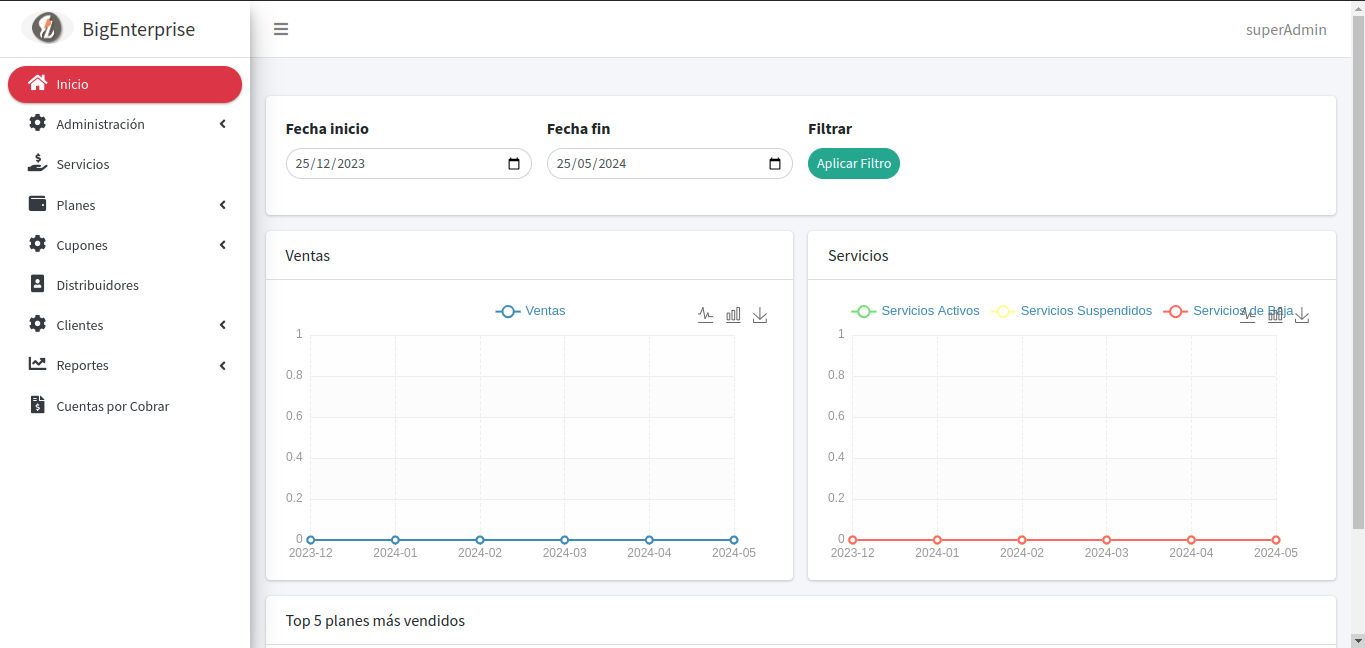 BigEnterprise
superAdmin
Inicio
Administración
Servicios
Planes
Cupones
Distribuidores
Clientes
Reportes
Cuentas por Cobrar
Fecha inicio
25/12/2023
Fecha fin
25/05/2024
Filtrar
Aplicar Filtro
Ventas
Ventas
1
0.8
0.6
0.4
0.2
0
2023-12 2024-01 2024-02 2024-03 2024-04 2024-05
Servicios
Servicios Activos Servicios Suspendidos Servicios de Baja
1
0.8
0.6
0.4
0.2
0
2023-12 2024-01 2024-02 2024-03 2024-04 2024-05
Top 5 planes más vendidos